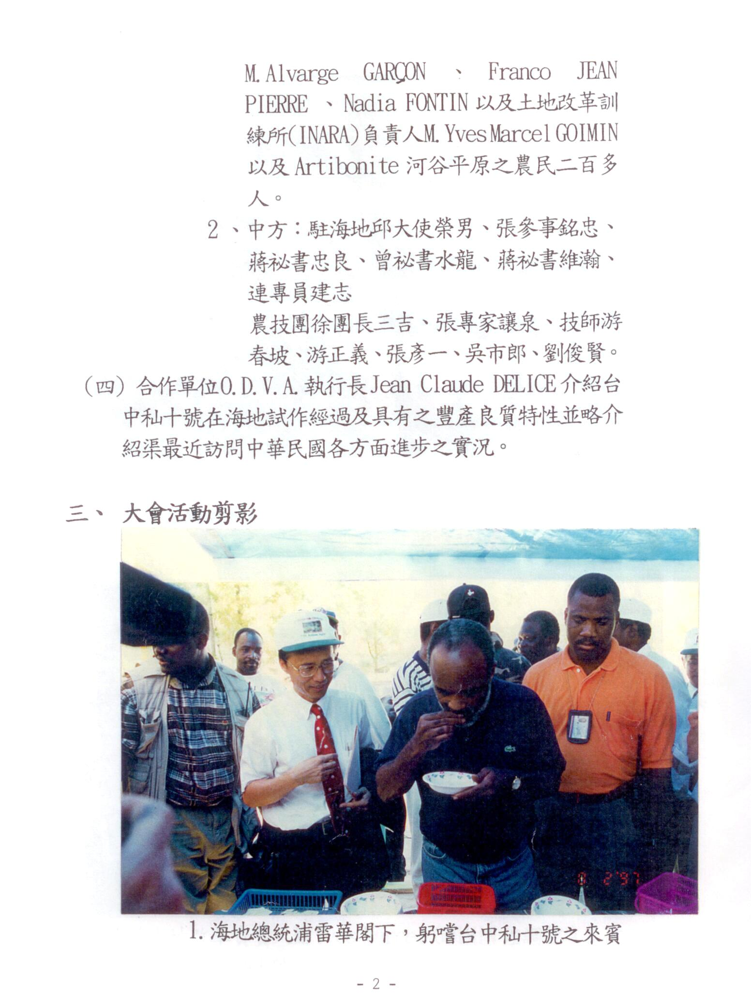 M. Alvarge GARÇON 、 Franco JEAN
PIERRE 、Nadia FONTIN 以及土地改革訓
練所(INARA)負責人M. Yves Marcel GOIMIN
以及 Artibonite 河谷平原之農民二百多
人。
2、中方：駐海地邱大使榮男、張參事銘忠、
蔣祕書忠良、曾祕書水龍、蔣祕書維瀚、
連專員建志
農技團徐團長三吉、張專家讓泉、技師游
春坡、游正義、張彥一、吳市郎、劉俊賢。
(四) 合作單位O.D.V.A.執行長Jean Claude DELICE 介紹台
中秈十號在海地試作經過及具有之豐產良質特性並略介
紹渠最近訪問中華民國各方面進步之實況。
三、 大會活動剪影
2'97
1. 海地總統浦雷華閣下，躬嚐台中秈十號之來賓
- 2 -